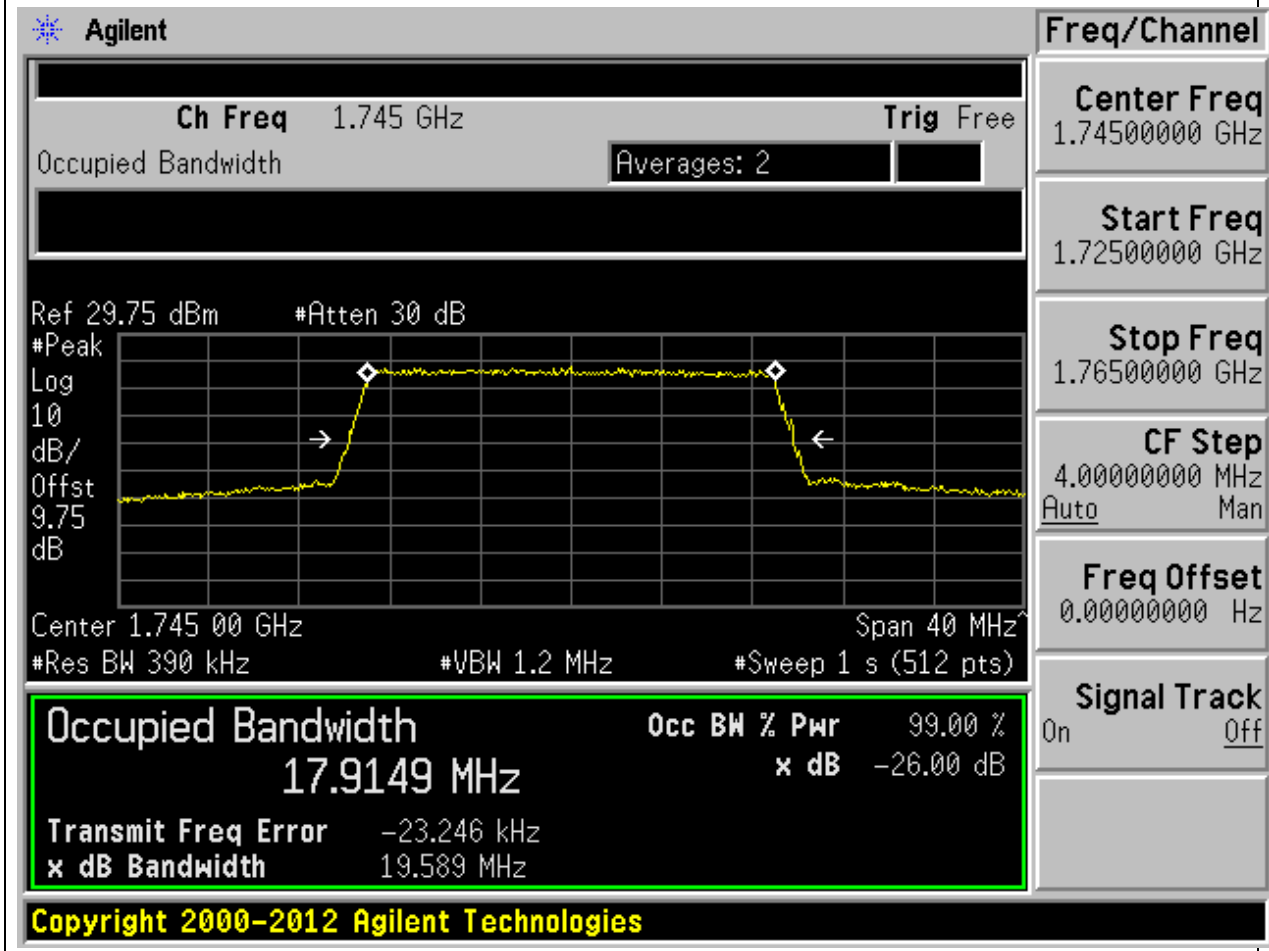 Agilent
Freq/Channel
Ch Freq 1.745 GHz Trig Free
Occupied Bandwidth Averages: 2
Ref 29.75 dBm #Atten 30 dB
#Peak
Log
10
dB/
Offst
9.75
dB
Center 1.745 00 GHz Span 40 MHz^
#Res BW 390 kHz #VBW 1.2 MHz #Sweep 1 s (512 pts)
Occupied Bandwidth
17.9149 MHz
Occ BW % Pwr 99.00 %
x dB -26.00 dB
Transmit Freq Error -23.246 kHz
x dB Bandwidth 19.589 MHz
Center Freq
1.74500000 GHz
Start Freq
1.72500000 GHz
Stop Freq
1.76500000 GHz
CF Step
4.00000000 MHz
Auto Man
Freq Offset
0.00000000 Hz
Signal Track
On Off
Copyright 2000-2012 Agilent Technologies